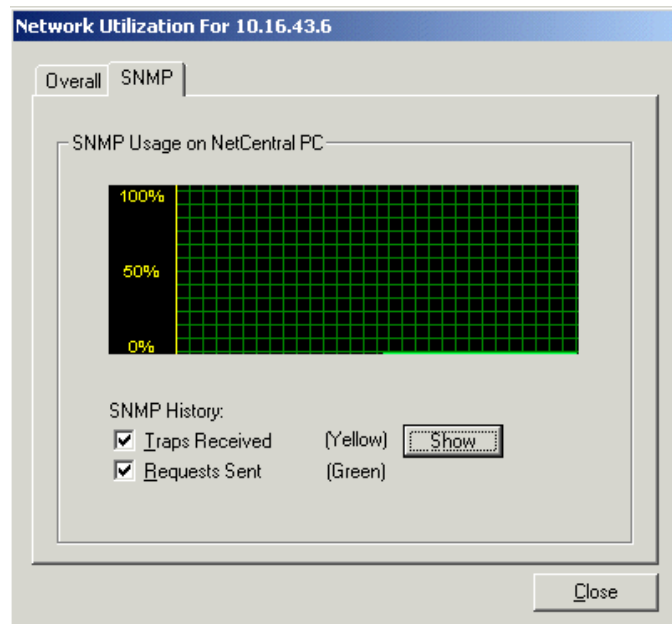 Network Utilization For 10.16.43.6
Overall
SNMP
SNMP Usage on NetCentral PC
100%
50%
0%
SNMP History:
Traps Received (Yellow) Show
Requests Sent (Green)
Close